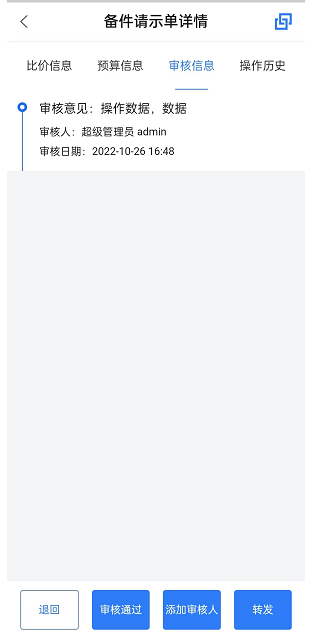 备件请示单详情
比价信息 预算信息 审核信息 操作历史
审核意见：操作数据，数据
审核人：超级管理员 admin
审核日期：2022-10-26 16:48
退回 审核通过 添加审核人 转发